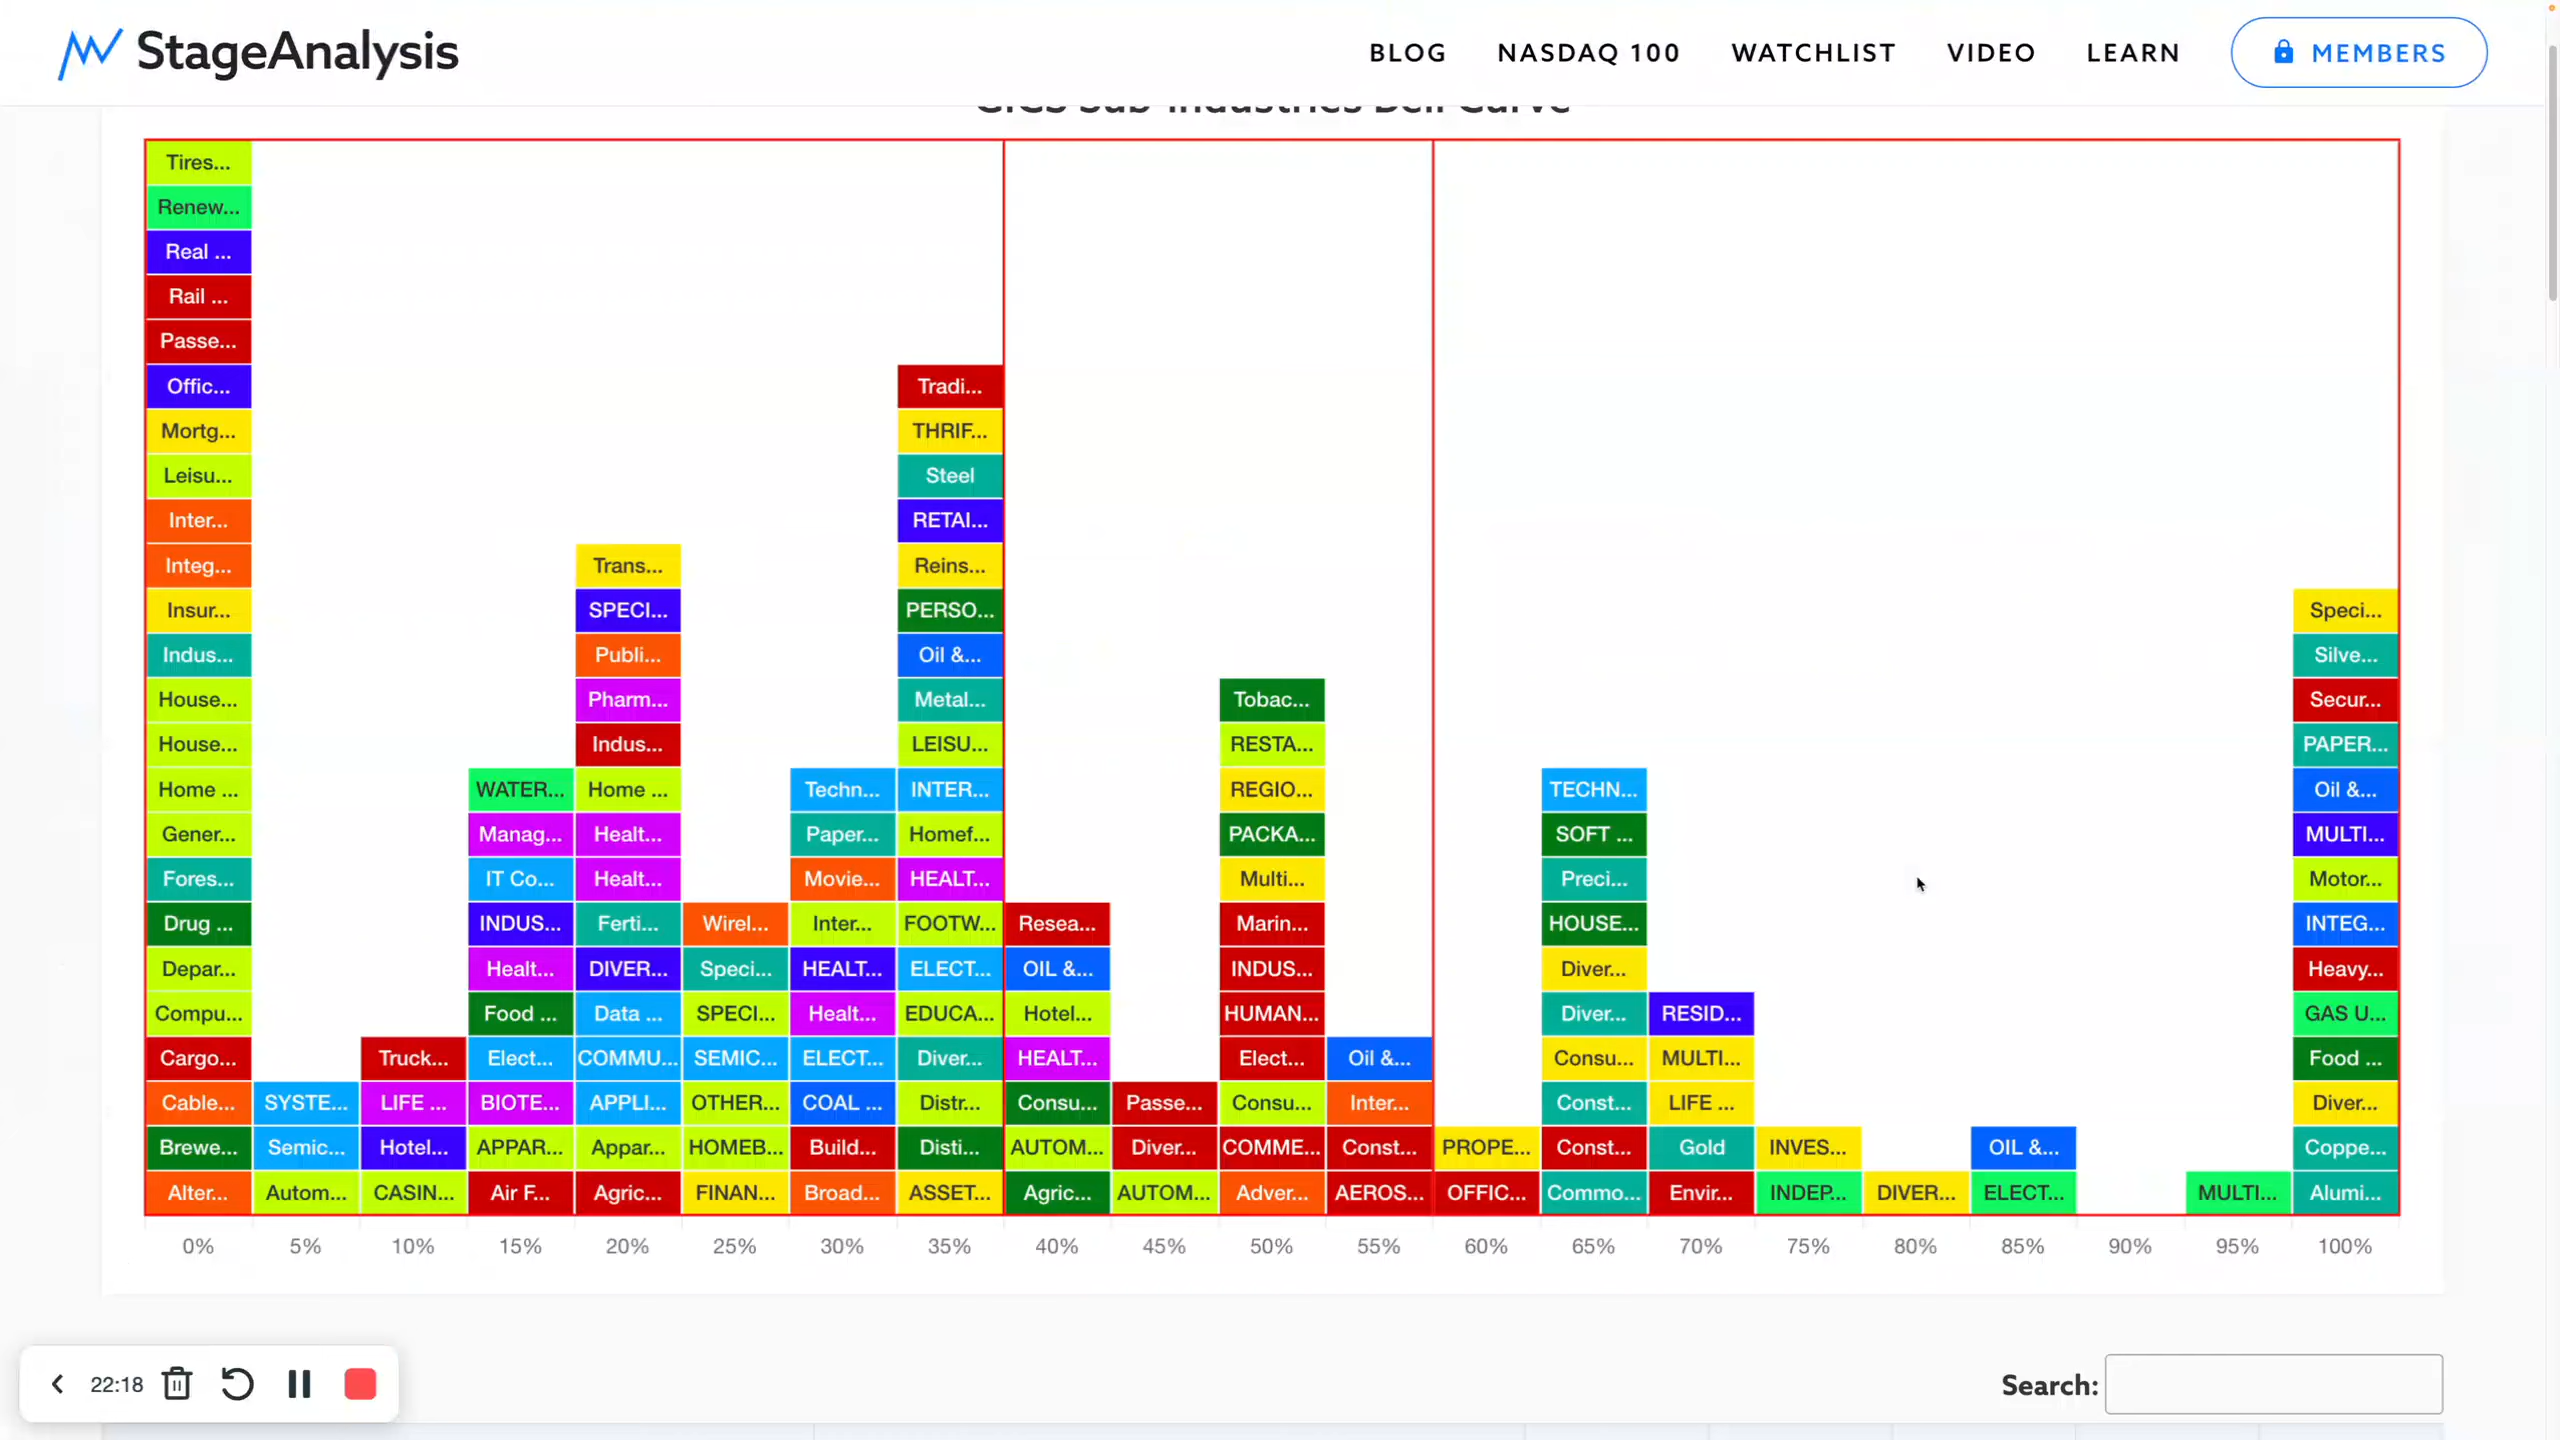 StageAnalysis
BLOG NASDAQ 100 WATCHLIST VIDEO LEARN MEMBERS
GICS Sub-industries Bell Curve
Tires...
Renew...
Real ...
Rail ...
Passe...
Offic... Tradi...
Mortg... THRIF...
Leisu... Steel
Inter... RETAI...
Integ... Trans... Reins...
Insur... SPECI... PERSO... Speci...
Indus... Publi... Oil &... Silve...
House... Pharm... Metal... Tobac... Secur...
House... Indus... LEISU... RESTA... PAPER...
Home ... WATER... Home ... Techn... INTER... REGIO... TECHN... Oil &...
Gener... Manag... Healt... Paper... Homef... PACKA... SOFT ... MULTI...
Fores... IT Co... Healt... Movie... HEALT... Multi... Preci... Motor...
Drug ... INDUS... Ferti... Wirel... Inter... FOOTW... Resea... Marin... HOUSE... INTEG...
Depar... Healt... DIVER... Speci... HEALT... ELECT... OIL &... INDUS... Diver... Heavy...
Compu... Food ... Data ... SPECI... Healt... EDUCA... Hotel... HUMAN... Diver... RESID... GAS U...
Cargo... Truck... Elect... COMMU... SEMIC... ELECT... Diver... HEALT... Elect... Oil &... Consu... MULTI... Food ...
Cable... SYSTE... LIFE ... BIOTE... APPLI... OTHER... COAL ... Distr... Consu... Passe... Consu... Inter... Const... LIFE ... Diver...
Brewe... Semic... Hotel... APPAR... Appar... HOMEB... Build... Disti... AUTOM... Diver... COMME... Const... PROPE... Const... Gold INVES... OIL &... Coppe...
Alter... Autom... CASIN... Air F... Agric... FINAN... Broad... ASSET... Agric... AUTOM... Adver... AEROS... OFFIC... Commo... Envir... INDEP... DIVER... ELECT... MULTI... Alumi...
0% 5% 10% 15% 20% 25% 30% 35% 40% 45% 50% 55% 60% 65% 70% 75% 80% 85% 90% 95% 100%
22:18
Search: